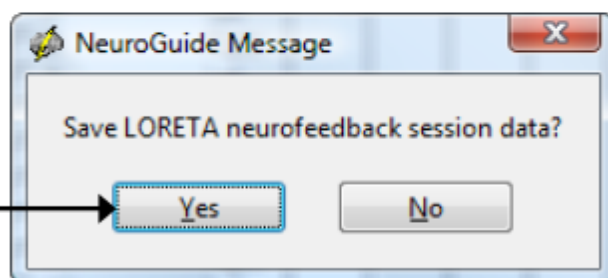 NeuroGuide Message
Save LORETA neurofeedback session data?
Yes
No